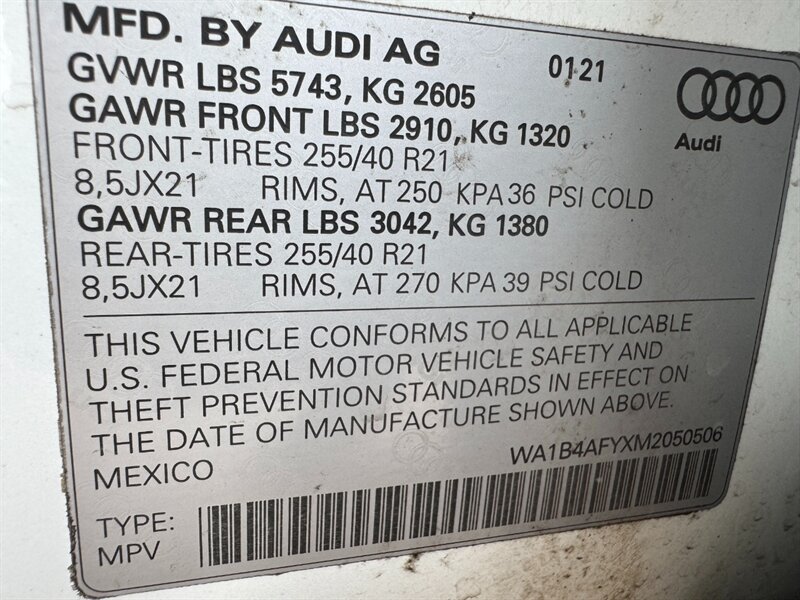 MFD. BY AUDI AG 01 21
GVWR LBS 5743, KG 2605
GAWR FRONT LBS 2910, KG 1320
Audi
FRONT-TIRES 255/40 R21
8,5JX21 RIMS, AT 250 KPA 36 PSI COLD
GAWR REAR LBS 3042, KG 1380
REAR-TIRES 255/40 R21
8,5JX21 RIMS, AT 270 KPA 39 PSI COLD
THIS VEHICLE CONFORMS TO ALL APPLICABLE
U.S. FEDERAL MOTOR VEHICLE SAFETY AND
THEFT PREVENTION STANDARDS IN EFFECT ON
THE DATE OF MANUFACTURE SHOWN ABOVE.
MEXICO WA1B4AFYXM2050506
TYPE:
MPV